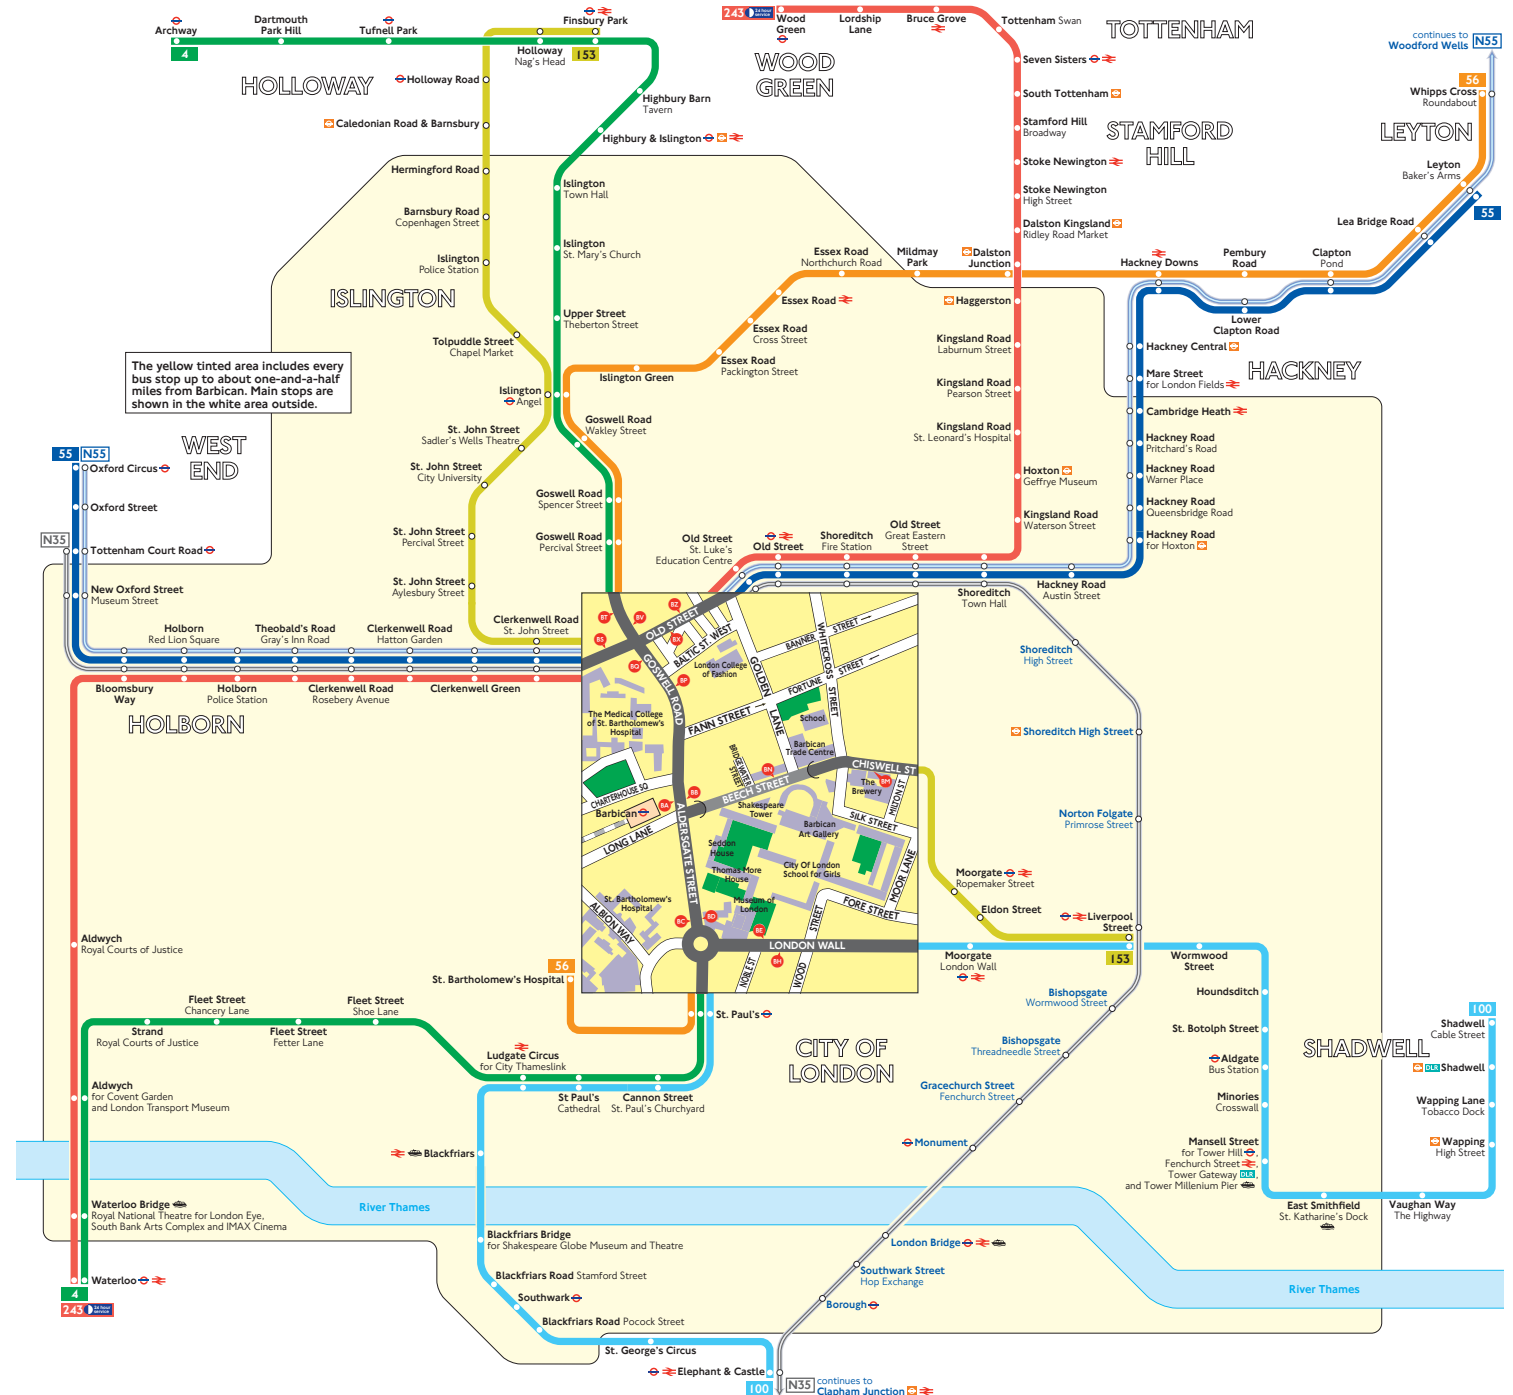 Archway
4
Dartmouth
Park Hill
Tufnell Park
Holloway
Nag's Head
Finsbury Park
153
243
24 hour
service
Wood
Green
Lordship
Lane
Bruce Grove
Tottenham Swan
TOTTENHAM
continues to
Woodford Wells
N55
HOLLOWAY
WOOD
GREEN
Holloway Road
Highbury Barn
Tavern
Seven Sisters
56
Whipps Cross
Roundabout
South Tottenham
Caledonian Road & Barnsbury
Highbury & Islington
Stamford Hill
Broadway
STAMFORD
HILL
LEYTON
Hermingford Road
Stoke Newington
Leyton
Baker's Arms
Islington
Town Hall
Stoke Newington
High Street
Barnsbury Road
Copenhagen Street
Dalston Kingsland
Ridley Road Market
Lea Bridge Road
55
Islington
Police Station
Islington
St. Mary's Church
Essex Road
Northchurch Road
Mildmay
Park
Dalston
Junction
Hackney Downs
Pembury
Road
Clapton
Pond
ISLINGTON
Essex Road
Haggerston
Upper Street
Theberton Street
Essex Road
Cross Street
Lower
Clapton Road
Tolpuddle Street
Chapel Market
Kingsland Road
Laburnum Street
Hackney Central
HACKNEY
The yellow tinted area includes every
bus stop up to about one-and-a-half
miles from Barbican. Main stops are
shown in the white area outside.
Essex Road
Packington Street
Islington Green
Mare Street
for London Fields
Islington
Angel
Kingsland Road
Pearson Street
Cambridge Heath
Goswell Road
Wakley Street
St. John Street
Sadler's Wells Theatre
Kingsland Road
St. Leonard's Hospital
Hackney Road
Pritchard's Road
WEST
END
55
N55
Oxford Circus
St. John Street
City University
Hoxton
Geffrye Museum
Hackney Road
Warner Place
Oxford Street
Goswell Road
Spencer Street
Hackney Road
Queensbridge Road
N35
Tottenham Court Road
St. John Street
Percival Street
Goswell Road
Percival Street
Old Street
St. Luke's
Education Centre
Old Street
Shoreditch
Fire Station
Old Street
Great Eastern
Street
Kingsland Road
Waterson Street
Hackney Road
for Hoxton
New Oxford Street
Museum Street
St. John Street
Aylesbury Street
Shoreditch
Town Hall
Hackney Road
Austin Street
Holborn
Red Lion Square
Theobald's Road
Gray's Inn Road
Clerkenwell Road
Hatton Garden
Clerkenwell Road
St. John Street
Bloomsbury
Way
Holborn
Police Station
Clerkenwell Road
Rosebery Avenue
Clerkenwell Green
HOLBORN
Shoreditch
High Street
Shoreditch High Street
Norton Folgate
Primrose Street
BT
BV
BZ
BS
BX
BQ
BP
OLD STREET
BALTIC ST. WEST
GOSWELL ROAD
London College
of Fashion
GOLDEN
LANE
BANNER
STREET
WHITECROSS
STREET
FORTUNE
STREET
FANN STREET
School
The Medical College
of St. Bartholomew's
Hospital
Barbican
Trade Centre
BRIDGEWATER
STREET
CHISWELL ST
BN
BM
The
Brewery
MILTON ST
BEECH STREET
CHARTERHOUSE SQ
BB
BA
Barbican
Shakespeare
Tower
SILK STREET
Barbican
Art Gallery
LONG LANE
ALDERSGATE STREET
Seddon
House
Thomas More
House
City Of London
School for Girls
MOOR LANE
St. Bartholomew's
Hospital
Museum of
London
FORE STREET
ALBION WAY
BC
BD
BE
BH
LONDON WALL
NOBLE ST
WOOD
STREET
Moorgate
Ropemaker Street
Eldon Street
Liverpool
Street
153
Moorgate
London Wall
Wormwood
Street
Aldwych
Royal Courts of Justice
56
St. Bartholomew's Hospital
Bishopsgate
Wormwood Street
Houndsditch
Fleet Street
Chancery Lane
Fleet Street
Shoe Lane
Strand
Royal Courts of Justice
Fleet Street
Fetter Lane
St. Paul's
100
Shadwell
Cable Street
St. Botolph Street
CITY OF
LONDON
Bishopsgate
Threadneedle Street
SHADWELL
Ludgate Circus
for City Thameslink
Aldgate
Bus Station
DLR
Shadwell
Aldwych
for Covent Garden
and London Transport Museum
St Paul's
Cathedral
Cannon Street
St. Paul's Churchyard
Gracechurch Street
Fenchurch Street
Minories
Crosswall
Wapping Lane
Tobacco Dock
Blackfriars
Monument
Mansell Street
for Tower Hill ,
Fenchurch Street ,
Tower Gateway DLR ,
and Tower Millenium Pier
Wapping
High Street
Waterloo Bridge
Royal National Theatre for London Eye,
South Bank Arts Complex and IMAX Cinema
River Thames
East Smithfield
St. Katharine's Dock
Vaughan Way
The Highway
Blackfriars Bridge
for Shakespeare Globe Museum and Theatre
London Bridge
Waterloo
4
243
24 hour
service
Blackfriars Road Stamford Street
Southwark Street
Hop Exchange
River Thames
Southwark
Borough
Blackfriars Road Pocock Street
St. George's Circus
Elephant & Castle
100
N35
continues to
Clapham Junction